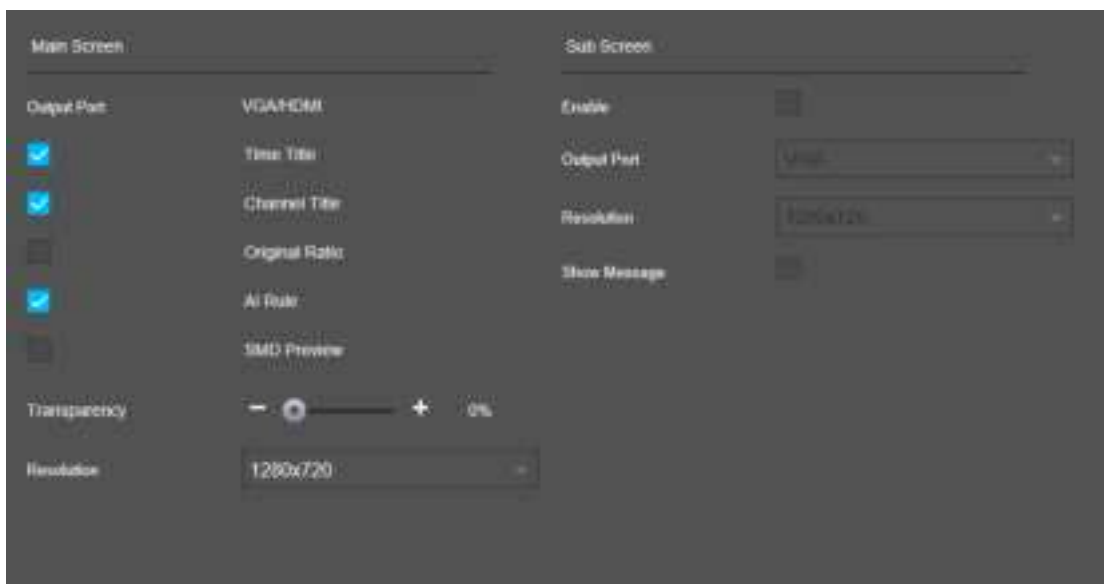 Main Screen
Output Port VGA/HDMI
Time Title
Channel Title
Original Ratio
AI Rule
SMD Preview
Transparency 0%
Resolution 1280x720
Sub Screen
Enable
Output Port
Resolution 1280x720
Show Message